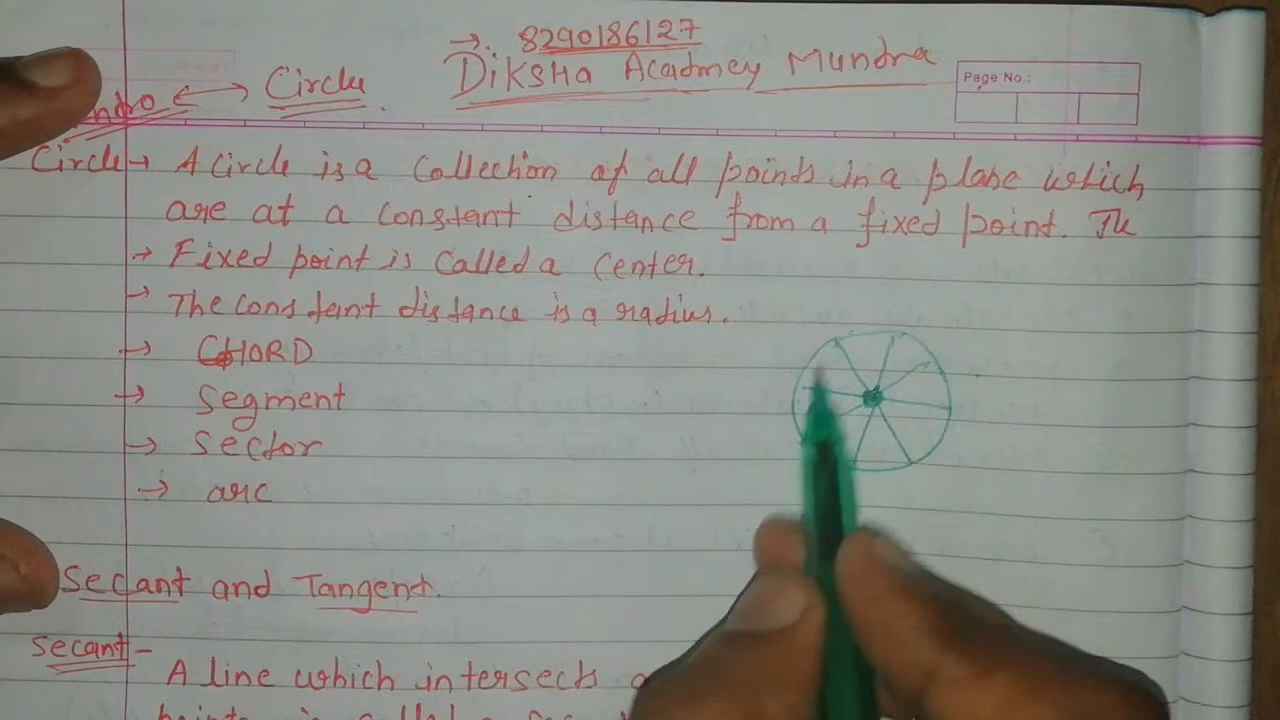 → 8290186127
Circle Diksha Acadmey Mundra
Page No.:
Circle → A Circle is a Collection of all points in a plane which
are at a constant distance from a fixed point. The
→ Fixed point is Called a Center.
→ The constant distance is a radius.
→ CHORD
→ Segment
→ Sector
→ arc
Secant and Tangent.
Secant -
A line which intersects